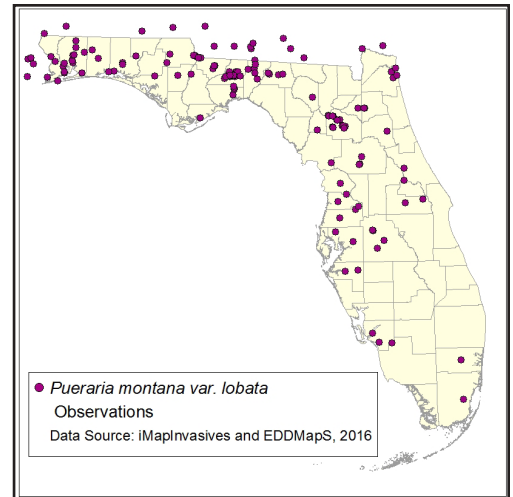 Pueraria montana var. lobata
Observations
Data Source: iMapInvasives and EDDMapS, 2016